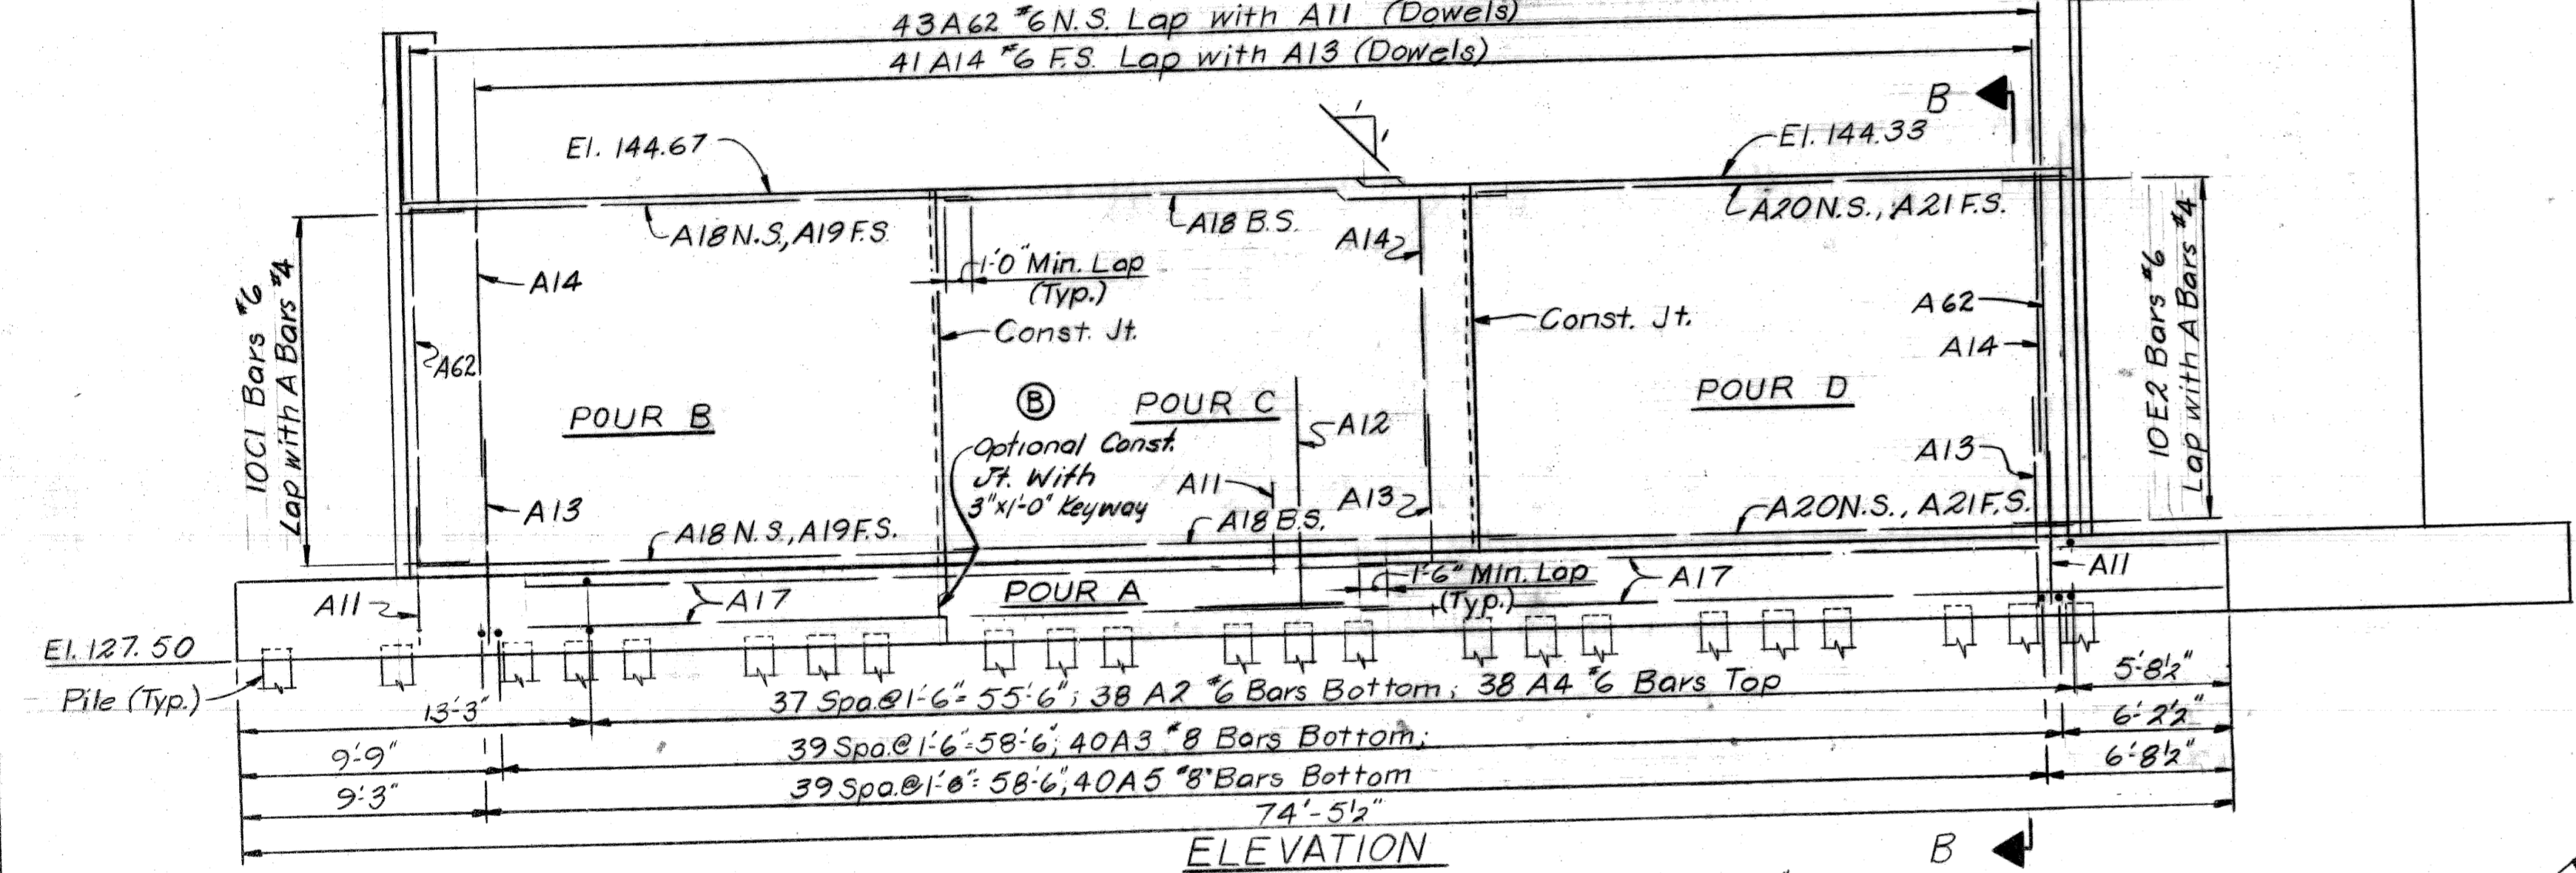 43A62 #6 N.S. Lap with A11 (Dowels)
41 A14 #6 F.S. Lap with A13 (Dowels)
B
El. 144.67
1
1
El. 144.33
A18 N.S., A19 F.S.
A18 B.S.
A14
A20 N.S., A21 F.S.
10C1 Bars #6
Lap with A Bars #4
A14
1'-0" Min. Lap
(Typ.)
Const. Jt.
Const. Jt.
A62
A14
10E2 Bars #6
Lap with A Bars #4
A62
POUR B
B
POUR C
POUR D
A12
Optional Const.
Jt. With
3"x1'-0" Keyway
A11
A13
A13
A13
A18 N.S., A19 F.S.
A18 B.S.
A20 N.S., A21 F.S.
A11
A17
POUR A
1'-6" Min. Lap
(Typ.)
A17
A11
El. 127.50
Pile (Typ.)
13'-3"
37 Spa.@1'-6"= 55'-6"; 38 A2 #6 Bars Bottom; 38 A4 #6 Bars Top
5'-8½"
9'-9"
39 Spa.@1'-6"=58'-6"; 40A3 #8 Bars Bottom;
6'-2½"
9'-3"
39 Spa.@1'-6"= 58'-6"; 40A5 #8 Bars Bottom
6'-8½"
74'-5½"
ELEVATION
B